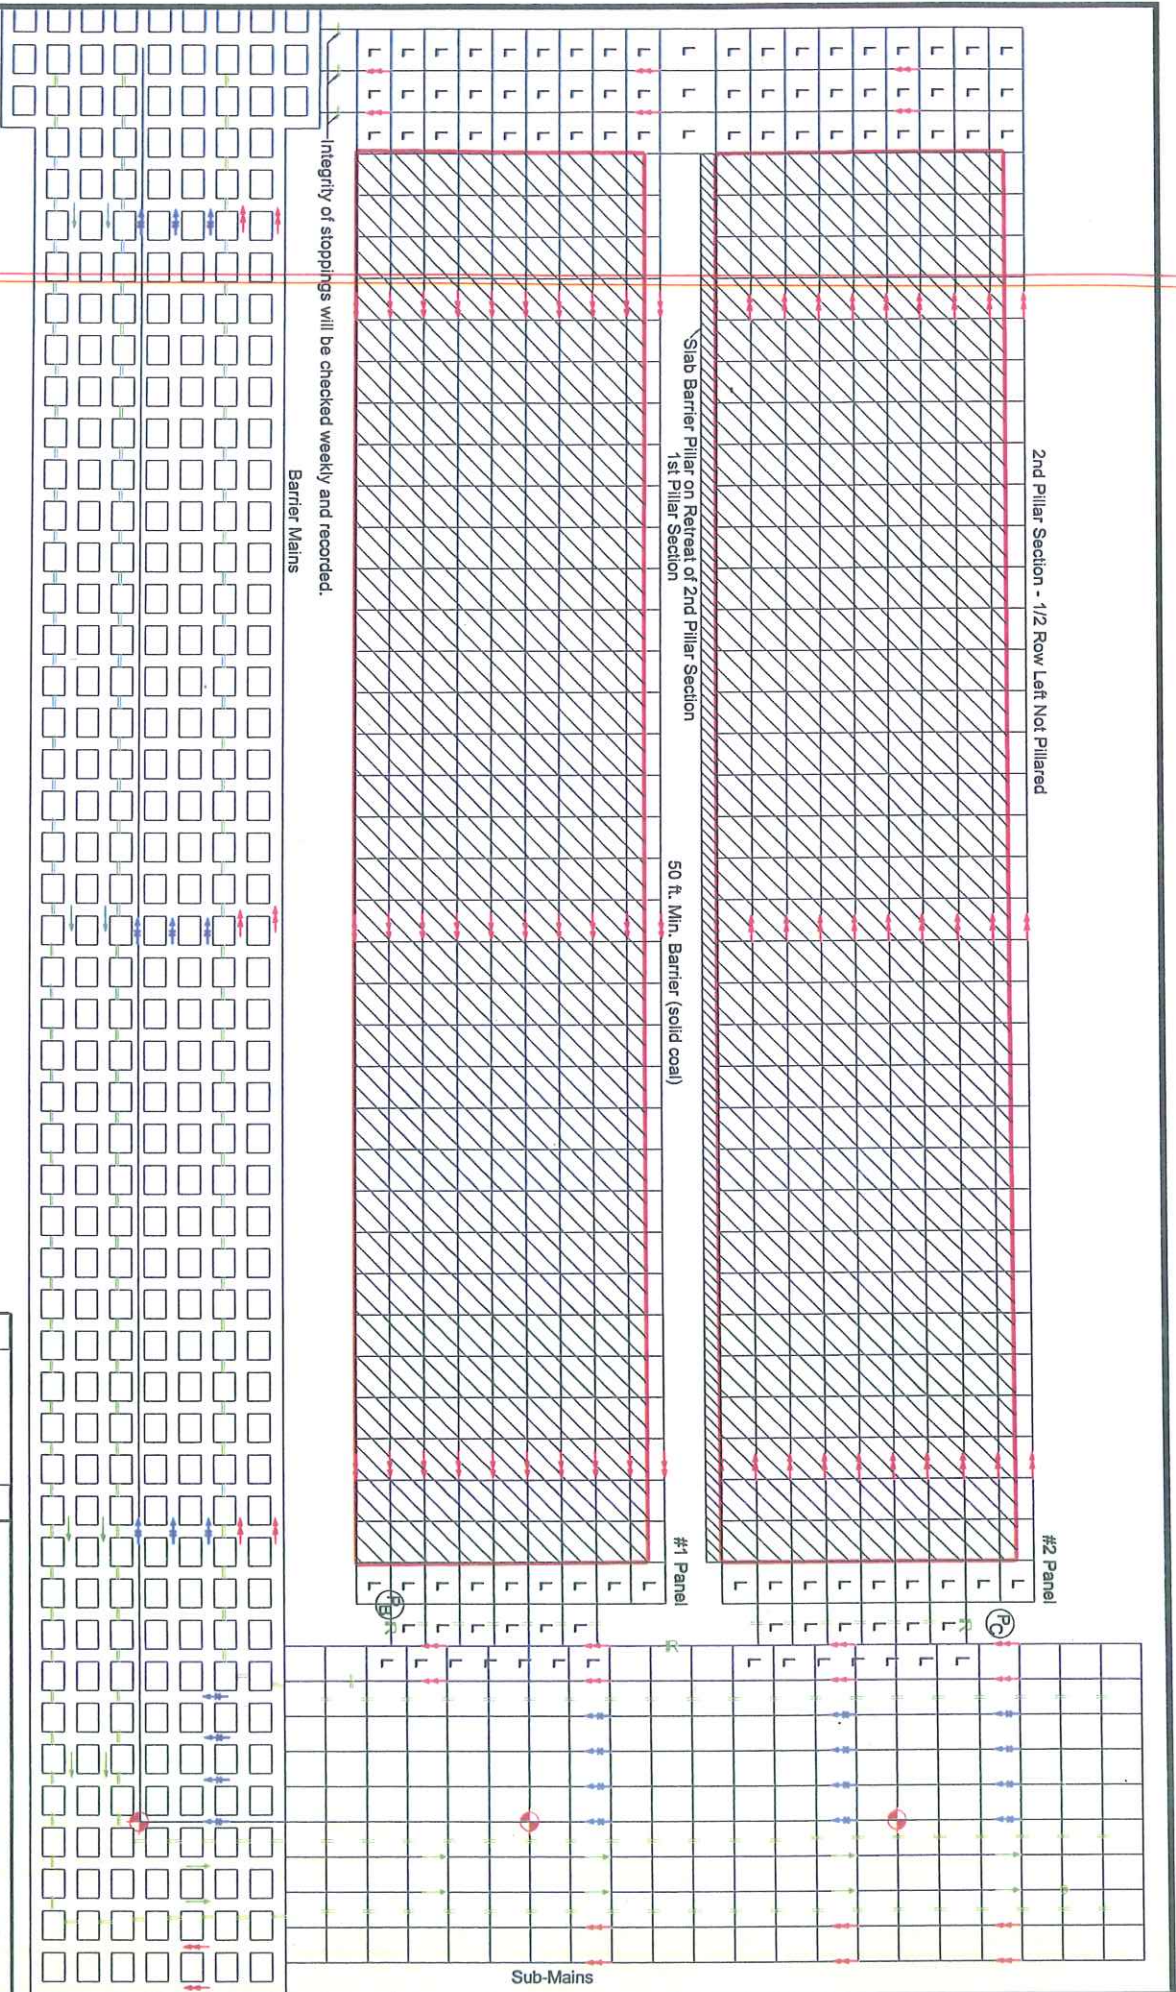 2nd Pillar Section - 1/2 Row Left Not Pillared
#2 Panel
Slab Barrier Pillar on Retreat of 2nd Pillar Section
1st Pillar Section
50 ft. Min. Barrier (solid coal)
#1 Panel
Integrity of stoppings will be checked weekly and recorded.
Barrier Mains
Sub-Mains
L L L L L L L L L L L L L L L L L L L
L L L L L L L L L L L L L L L L L L L
L L L L L L L L L L L L L L L L L L L
L L L L L L L L L
L L L L L L L L L
PB
R
L L L L L L
L L L L L L
R
PC
R
L L L L L L L
L L L L L L L